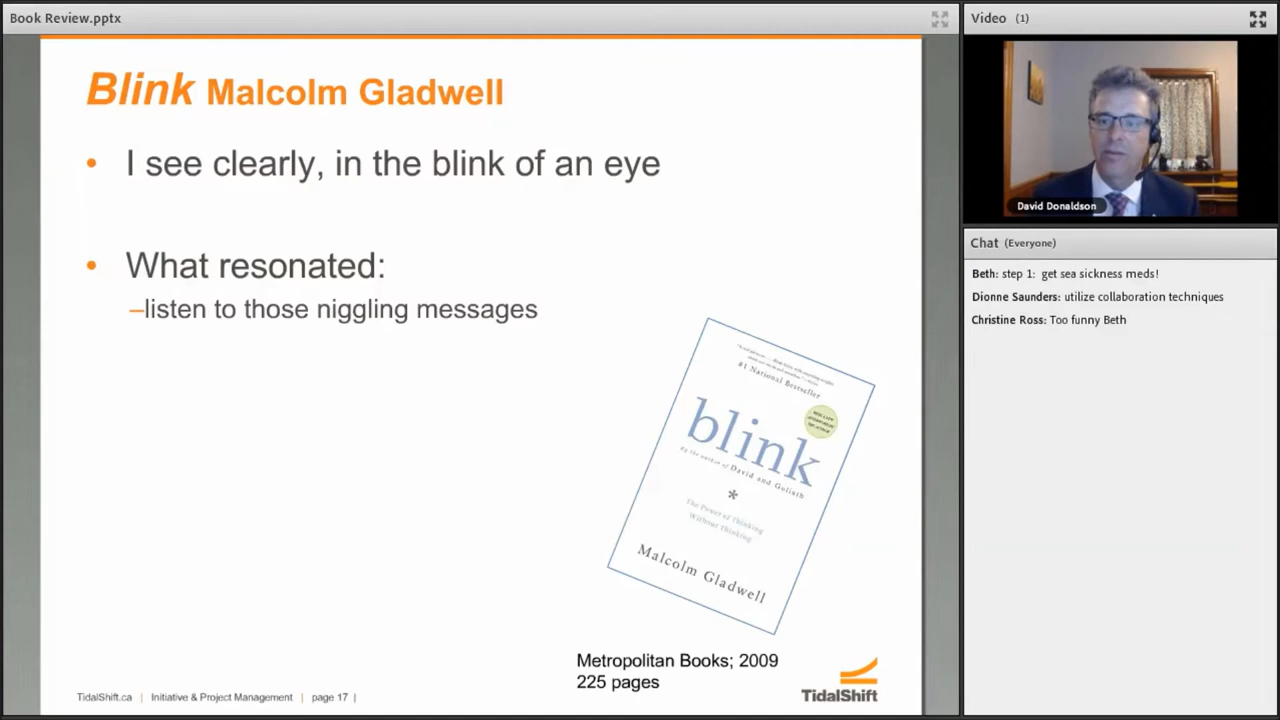 Book Review.pptx
Blink Malcolm Gladwell
• I see clearly, in the blink of an eye
• What resonated:
–listen to those niggling messages
#1 National Bestseller
blink
By the author of David and Goliath
*
The Power of Thinking
Without Thinking
Malcolm Gladwell
Metropolitan Books; 2009
225 pages
TidalShift.ca | Initiative & Project Management | page 17 |
TidalShift
Video (1)
David Donaldson
Chat (Everyone)
Beth: step 1: get sea sickness meds!
Dionne Saunders: utilize collaboration techniques
Christine Ross: Too funny Beth